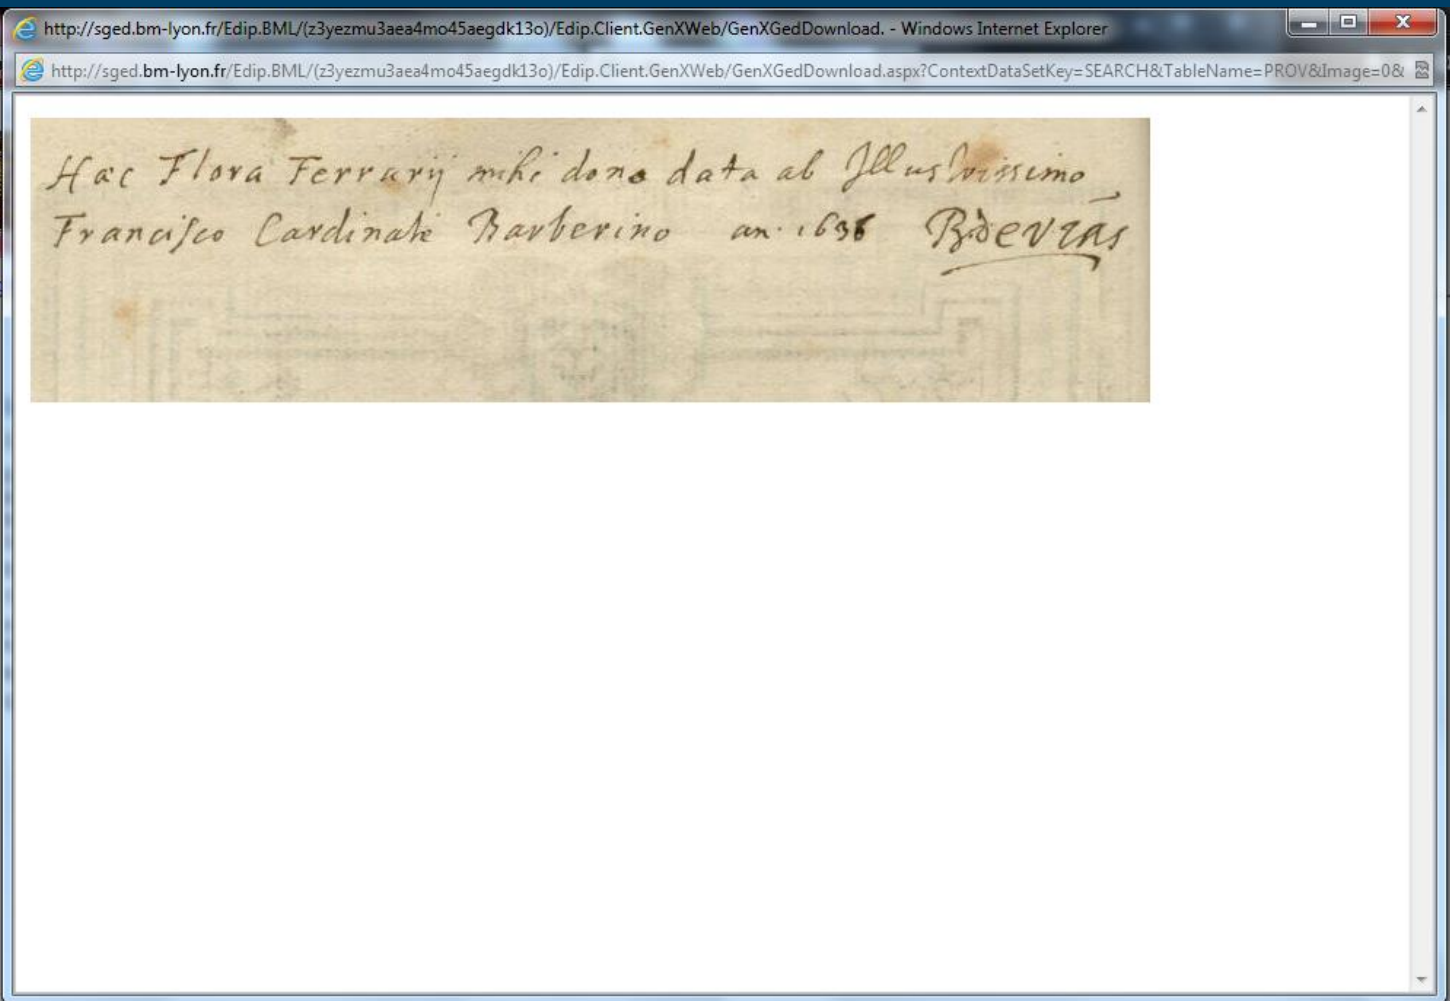 http://sged.bm-lyon.fr/Edip.BML/(z3yezmu3aea4mo45aegdk13o)/Edip.Client.GenXWeb/GenXGedDownload. - Windows Internet Explorer
http://sged.bm-lyon.fr/Edip.BML/(z3yezmu3aea4mo45aegdk13o)/Edip.Client.GenXWeb/GenXGedDownload.aspx?ContextDataSetKey=SEARCH&TableName=PROV&Image=0&
Hæc Flora Ferrarij mihi dono data ab Illustrissimo
Francisco Cardinale Barberino an. 1636 Bdevias